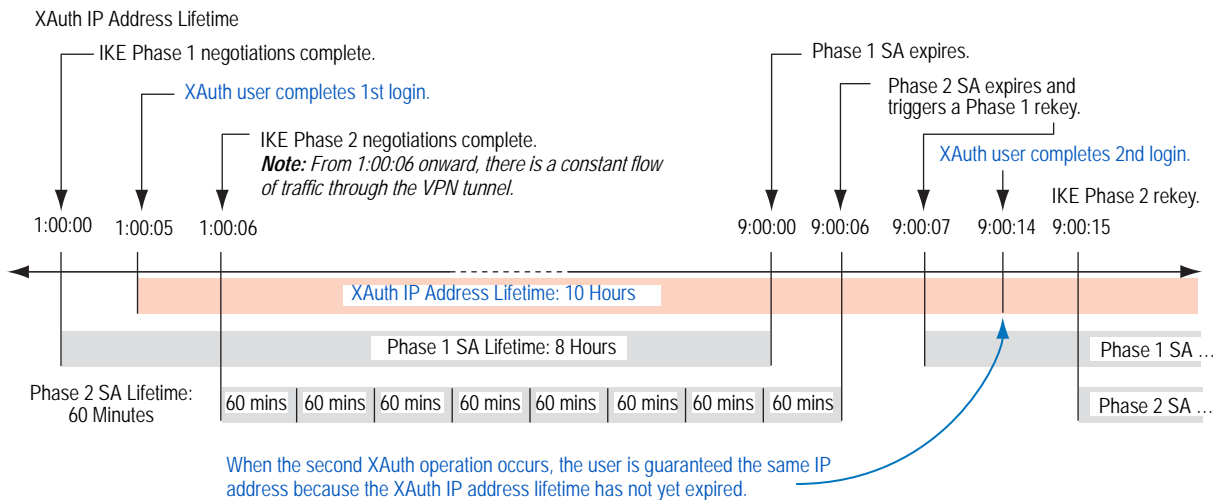 XAuth IP Address Lifetime
IKE Phase 1 negotiations complete.
Phase 1 SA expires.
XAuth user completes 1st login.
Phase 2 SA expires and
triggers a Phase 1 rekey.
IKE Phase 2 negotiations complete.
Note: From 1:00:06 onward, there is a constant flow
of traffic through the VPN tunnel.
XAuth user completes 2nd login.
IKE Phase 2 rekey.
1:00:00 1:00:05 1:00:06 9:00:00 9:00:06 9:00:07 9:00:14 9:00:15
XAuth IP Address Lifetime: 10 Hours
Phase 1 SA Lifetime: 8 Hours
Phase 1 SA ...
Phase 2 SA Lifetime:
60 Minutes
60 mins 60 mins 60 mins 60 mins 60 mins 60 mins 60 mins 60 mins
Phase 2 SA ...
When the second XAuth operation occurs, the user is guaranteed the same IP
address because the XAuth IP address lifetime has not yet expired.